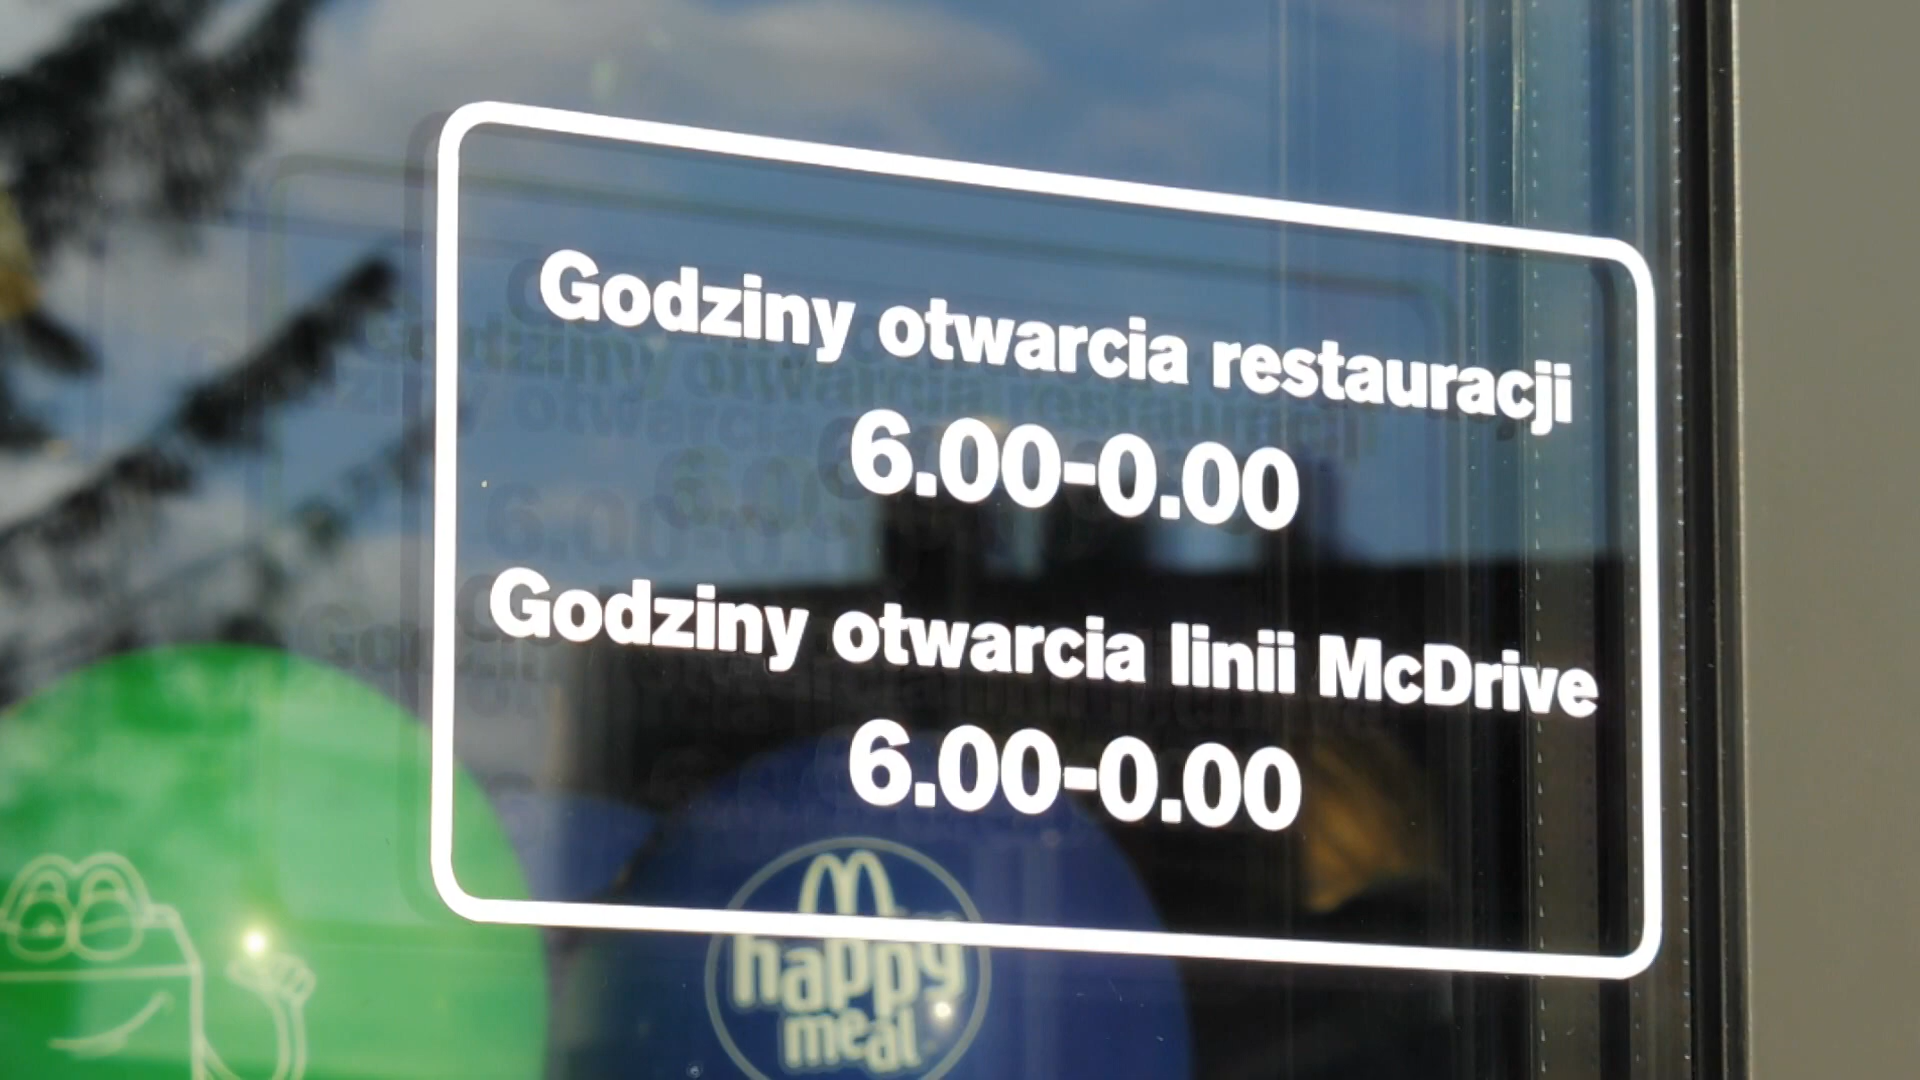 Godziny otwarcia restauracji
6.00-0.00
Godziny otwarcia linii McDrive
6.00-0.00
happy
meal